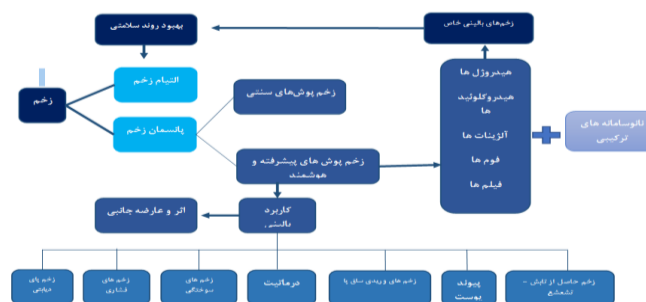 زخم‌های بالینی خاص
بهبود روند سلامتی
هیدروژل ها
هیدروکلوئید
ها
آلژینات ها
فوم ها
فیلم ها
نانوسامانه های
ترکیبی
التیام زخم
زخم
پانسمان زخم
زخم پوش‌های سنتی
زخم پوش های پیشرفته و
هوشمند
کاربرد
بالینی
اثر و عارضه جانبی
زخم حاصل از تابش -
تشعشع
پیوند
پوست
زخم های وریدی ساق پا
درماتیت
زخم های
سوختگی
زخم های
فشاری
زخم پای
دیابتی